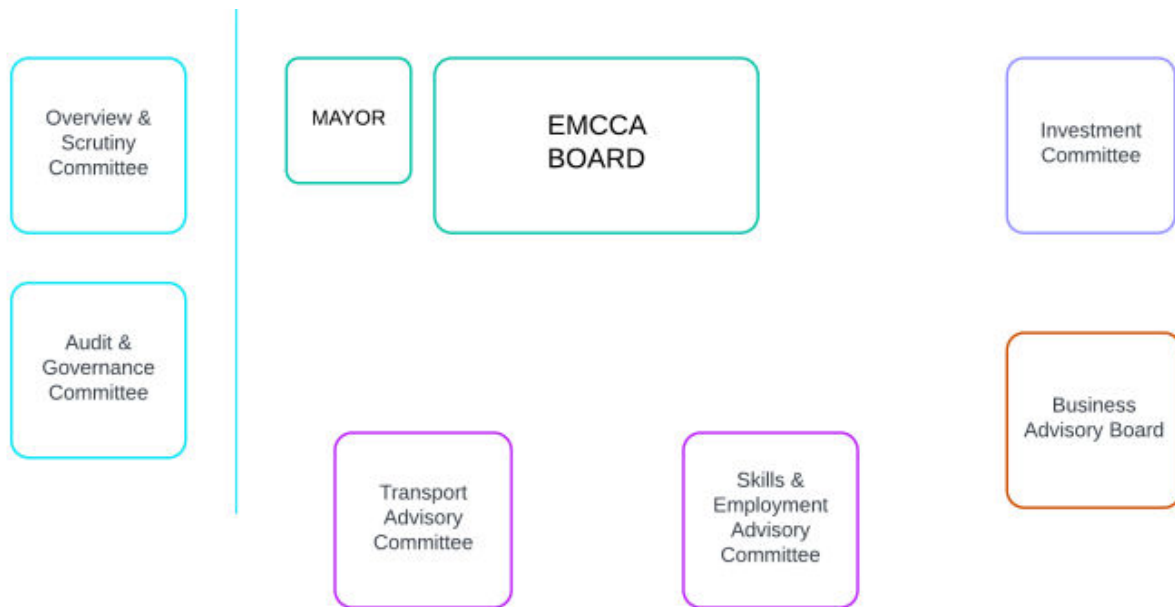 Overview &
Scrutiny
Committee
MAYOR
EMCCA
BOARD
Investment
Committee
Audit &
Governance
Committee
Business
Advisory Board
Transport
Advisory
Committee
Skills &
Employment
Advisory
Committee